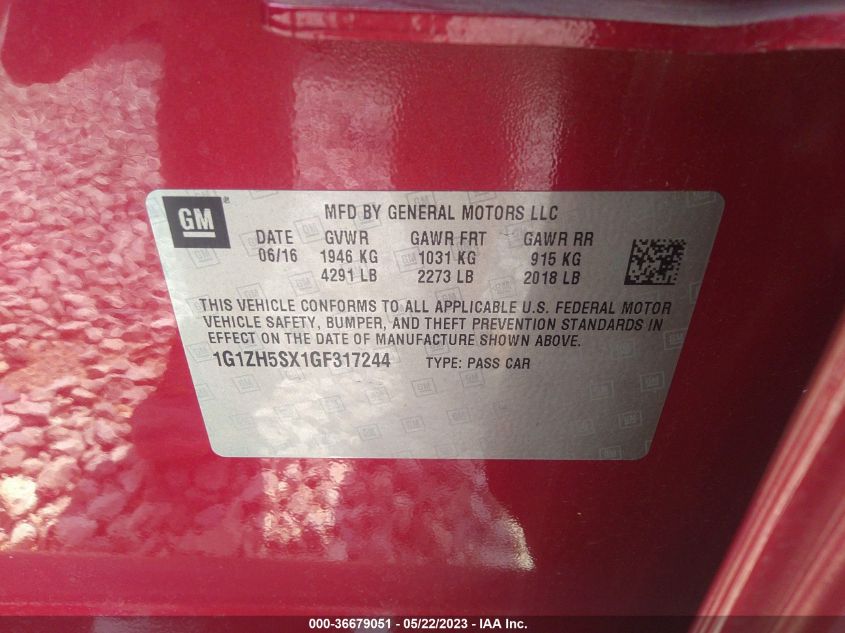 GM
MFD BY GENERAL MOTORS LLC
DATE GVWR GAWR FRT GAWR RR
06/16 1946 KG 1031 KG 915 KG
4291 LB 2273 LB 2018 LB
THIS VEHICLE CONFORMS TO ALL APPLICABLE U.S. FEDERAL MOTOR
VEHICLE SAFETY, BUMPER, AND THEFT PREVENTION STANDARDS IN
EFFECT ON THE DATE OF MANUFACTURE SHOWN ABOVE.
1G1ZH5SX1GF317244 TYPE: PASS CAR
000-36679051 - 05/22/2023 - IAA Inc.